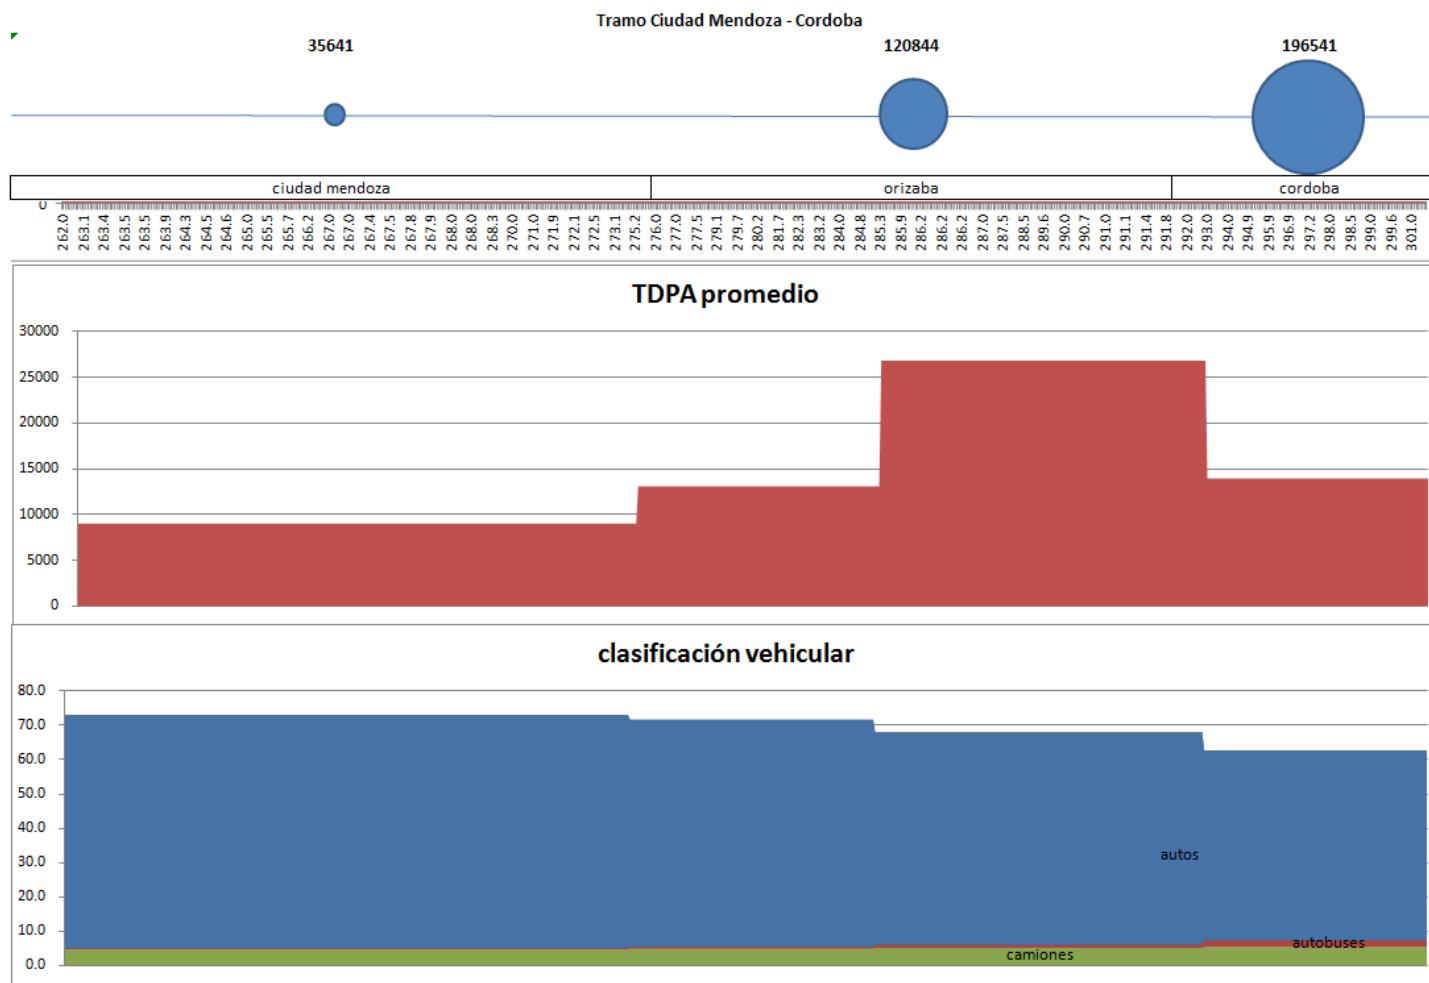 Tramo Ciudad Mendoza - Cordoba
35641 120844 196541
ciudad mendoza orizaba cordoba
0
262.0 263.1 263.4 263.5 263.5 263.9 264.3 264.5 264.6 265.0 265.5 265.7 266.2 267.0 267.0 267.4 267.5 267.8 267.9 268.0 268.0 268.3 270.0 271.0 271.9 272.1 272.5 273.1 275.2 276.0 277.0 277.5 279.1 279.7 280.2 281.7 282.3 283.2 284.0 284.8 285.3 285.9 286.2 286.2 286.2 287.0 287.5 288.5 289.6 290.0 290.7 291.0 291.1 291.4 291.8 292.0 293.0 294.0 294.9 295.9 296.9 297.2 298.0 298.5 299.0 299.6 301.0
TDPA promedio
30000
25000
20000
15000
10000
5000
0
clasificación vehicular
80.0
70.0
60.0
50.0
40.0
30.0
20.0
10.0
0.0
autos
autobuses
camiones